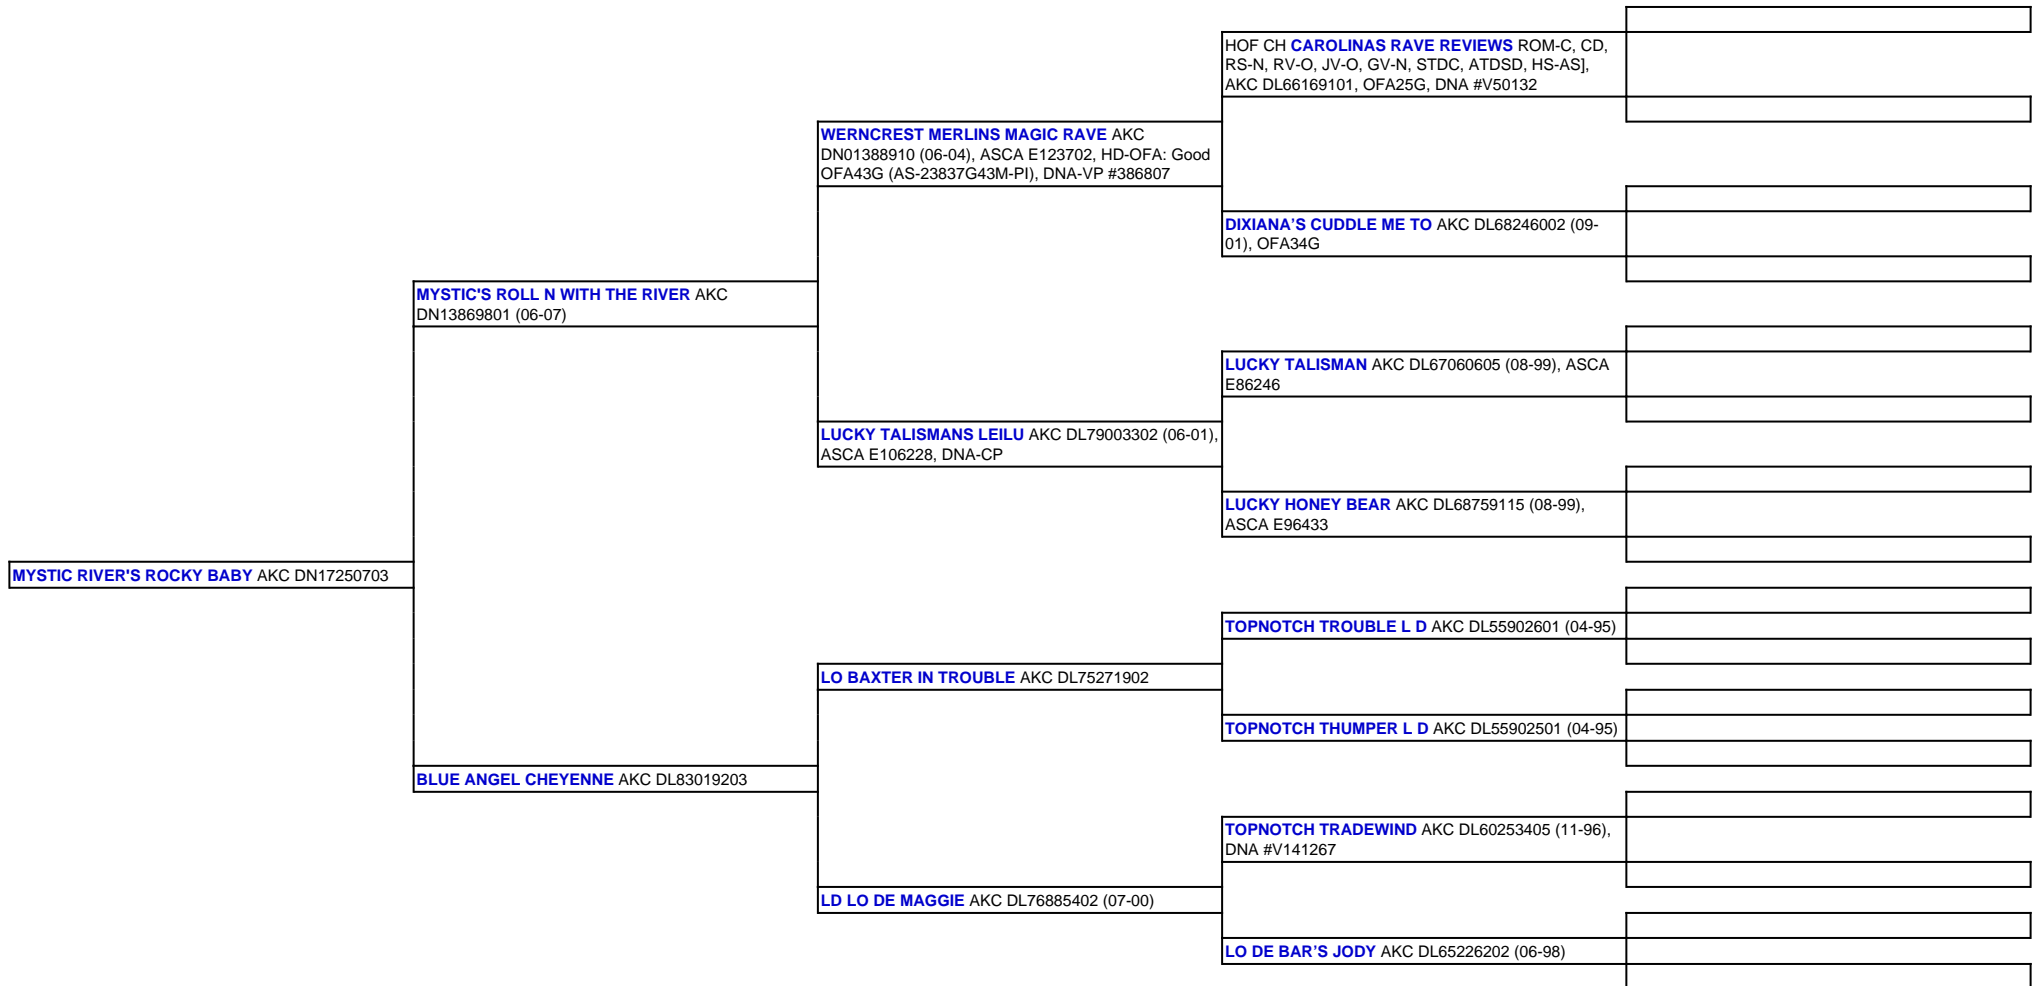 HOF CH CAROLINAS RAVE REVIEWS ROM-C, CD,
RS-N, RV-O, JV-O, GV-N, STDC, ATDSD, HS-AS],
AKC DL66169101, OFA25G, DNA #V50132
WERNCREST MERLINS MAGIC RAVE AKC
DN01388910 (06-04), ASCA E123702, HD-OFA: Good
OFA43G (AS-23837G43M-PI), DNA-VP #386807
DIXIANA'S CUDDLE ME TO AKC DL68246002 (09-
01), OFA34G
MYSTIC'S ROLL N WITH THE RIVER AKC
DN13869801 (06-07)
LUCKY TALISMAN AKC DL67060605 (08-99), ASCA
E86246
LUCKY TALISMANS LEILU AKC DL79003302 (06-01),
ASCA E106228, DNA-CP
LUCKY HONEY BEAR AKC DL68759115 (08-99),
ASCA E96433
MYSTIC RIVER'S ROCKY BABY AKC DN17250703
TOPNOTCH TROUBLE L D AKC DL55902601 (04-95)
LO BAXTER IN TROUBLE AKC DL75271902
TOPNOTCH THUMPER L D AKC DL55902501 (04-95)
BLUE ANGEL CHEYENNE AKC DL83019203
TOPNOTCH TRADEWIND AKC DL60253405 (11-96),
DNA #V141267
LD LO DE MAGGIE AKC DL76885402 (07-00)
LO DE BAR'S JODY AKC DL65226202 (06-98)